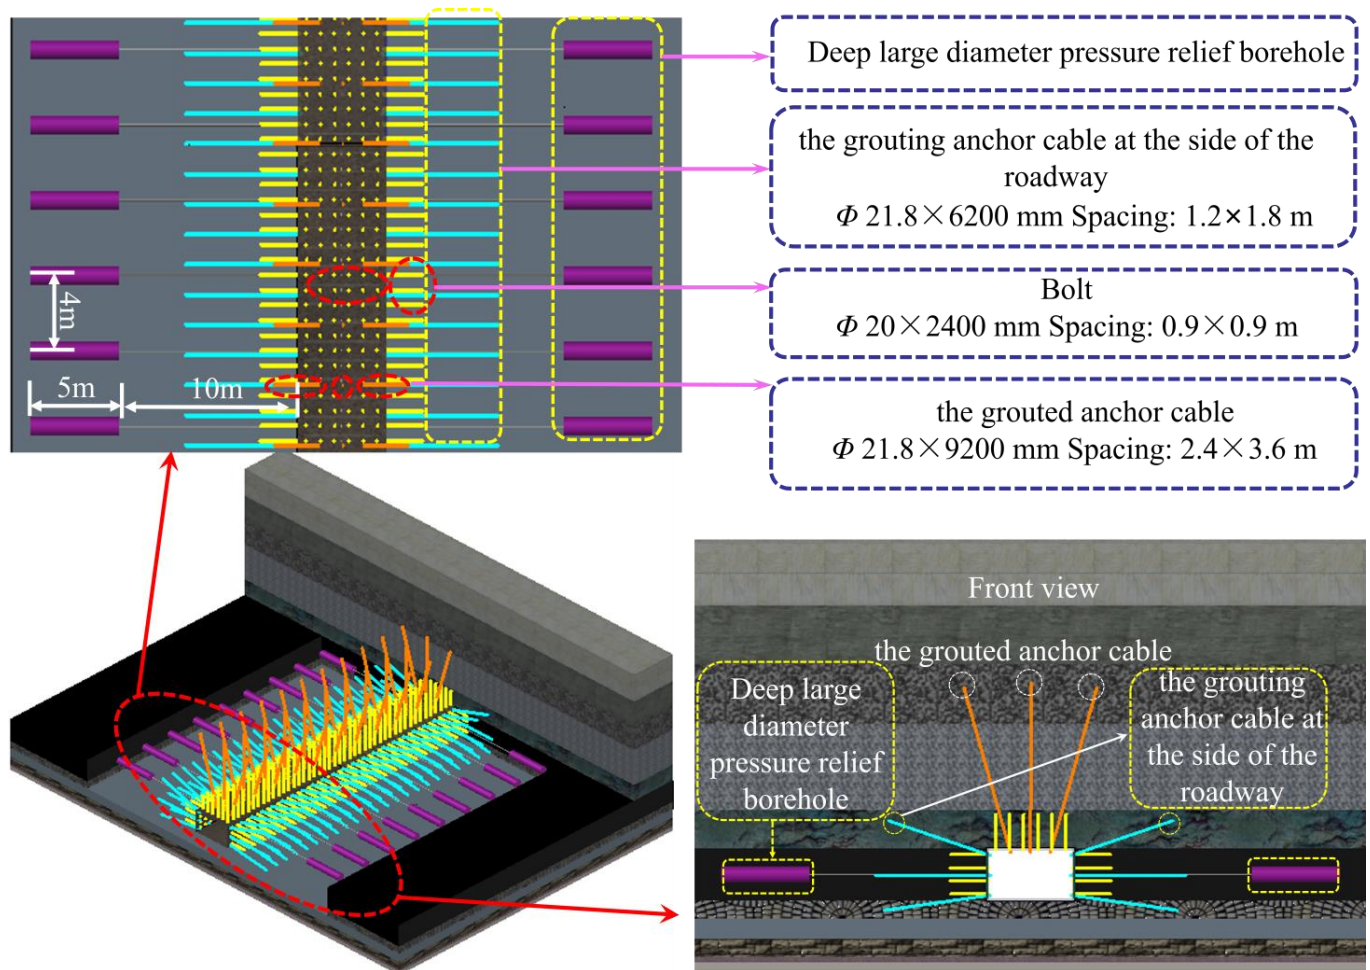 Deep large diameter pressure relief borehole
the grouting anchor cable at the side of the
roadway
Φ 21.8×6200 mm Spacing: 1.2×1.8 m
Bolt
Φ 20×2400 mm Spacing: 0.9×0.9 m
the grouted anchor cable
Φ 21.8×9200 mm Spacing: 2.4×3.6 m
4m
5m
10m
Front view
the grouted anchor cable
Deep large
diameter
pressure relief
borehole
the grouting
anchor cable at
the side of the
roadway